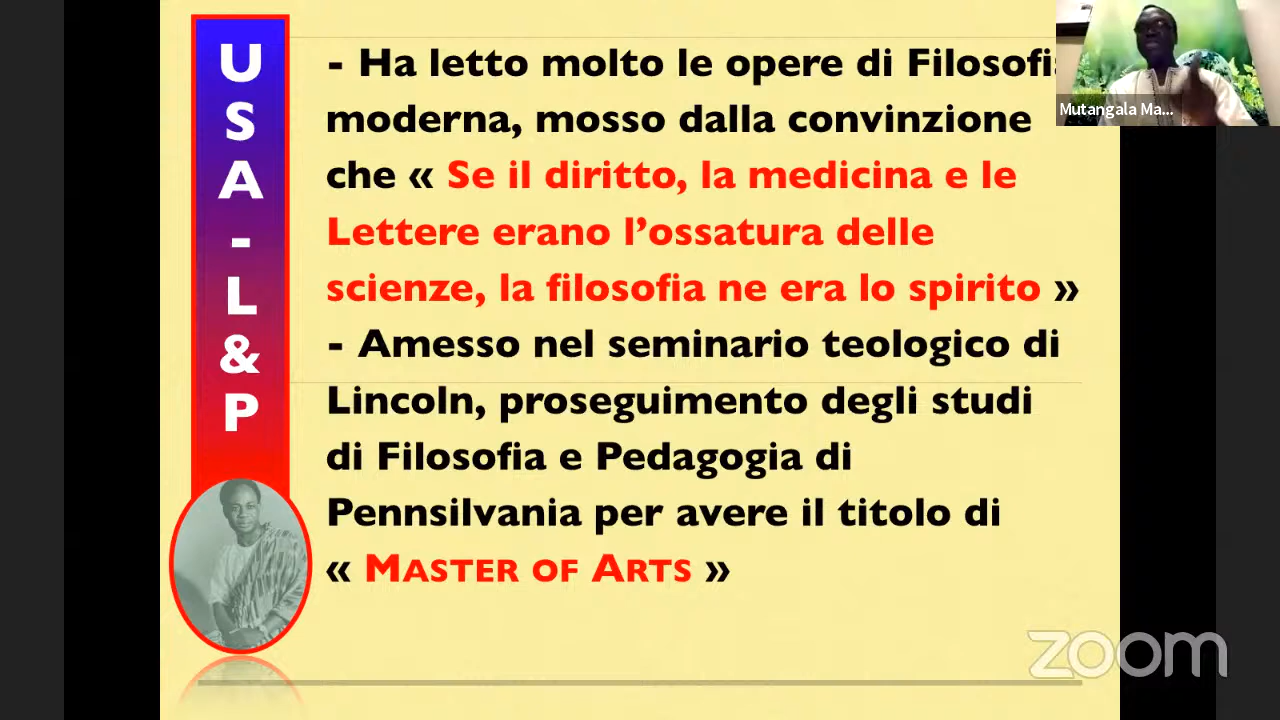 USA-L&P
- Ha letto molto le opere di Filosofi
moderna, mosso dalla convinzione
che « Se il diritto, la medicina e le
Lettere erano l’ossatura delle
scienze, la filosofia ne era lo spirito »
- Amesso nel seminario teologico di
Lincoln, proseguimento degli studi
di Filosofia e Pedagogia di
Pennsilvania per avere il titolo di
« MASTER OF ARTS »
Mutangala Ma...
zoom